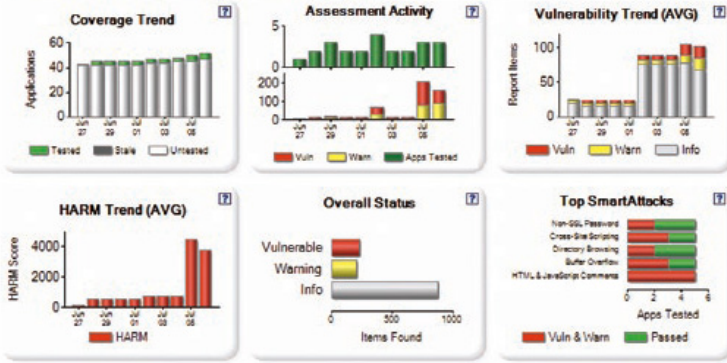 Coverage Trend
?
Applications
60
40
20
0
Jun 27
Jun 29
Jul 01
Jul 03
Jul 05
Tested
Stale
Untested
Assessment Activity
?
5
0
200
100
0
Jun 27
Jun 29
Jul 01
Jul 03
Jul 05
Vuln
Warn
Apps Tested
Vulnerability Trend (AVG)
?
Report Items
100
50
0
Jun 27
Jun 29
Jul 01
Jul 03
Jul 05
Vuln
Warn
Info
HARM Trend (AVG)
?
HARM Score
4000
2000
0
Jun 27
Jun 29
Jul 01
Jul 03
Jul 05
HARM
Overall Status
?
Vulnerable
Warning
Info
0
500
1000
Items Found
Top SmartAttacks
?
Non-SSL Password
Cross-Site Scripting
Directory Browsing
Buffer Overflow
HTML & JavaScript Comments
0
2
4
6
Apps Tested
Vuln & Warn
Passed